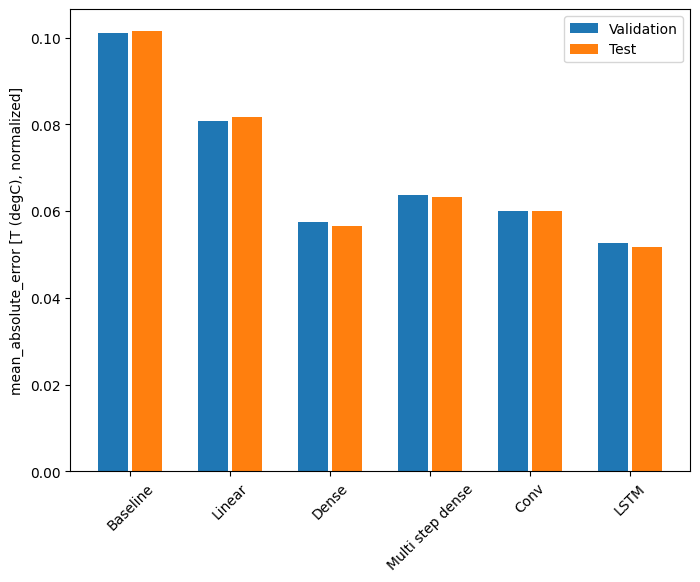 mean_absolute_error [T (degC), normalized]
0.10
0.08
0.06
0.04
0.02
0.00
Validation
Test
Baseline
Linear
Dense
Multi step dense
Conv
LSTM